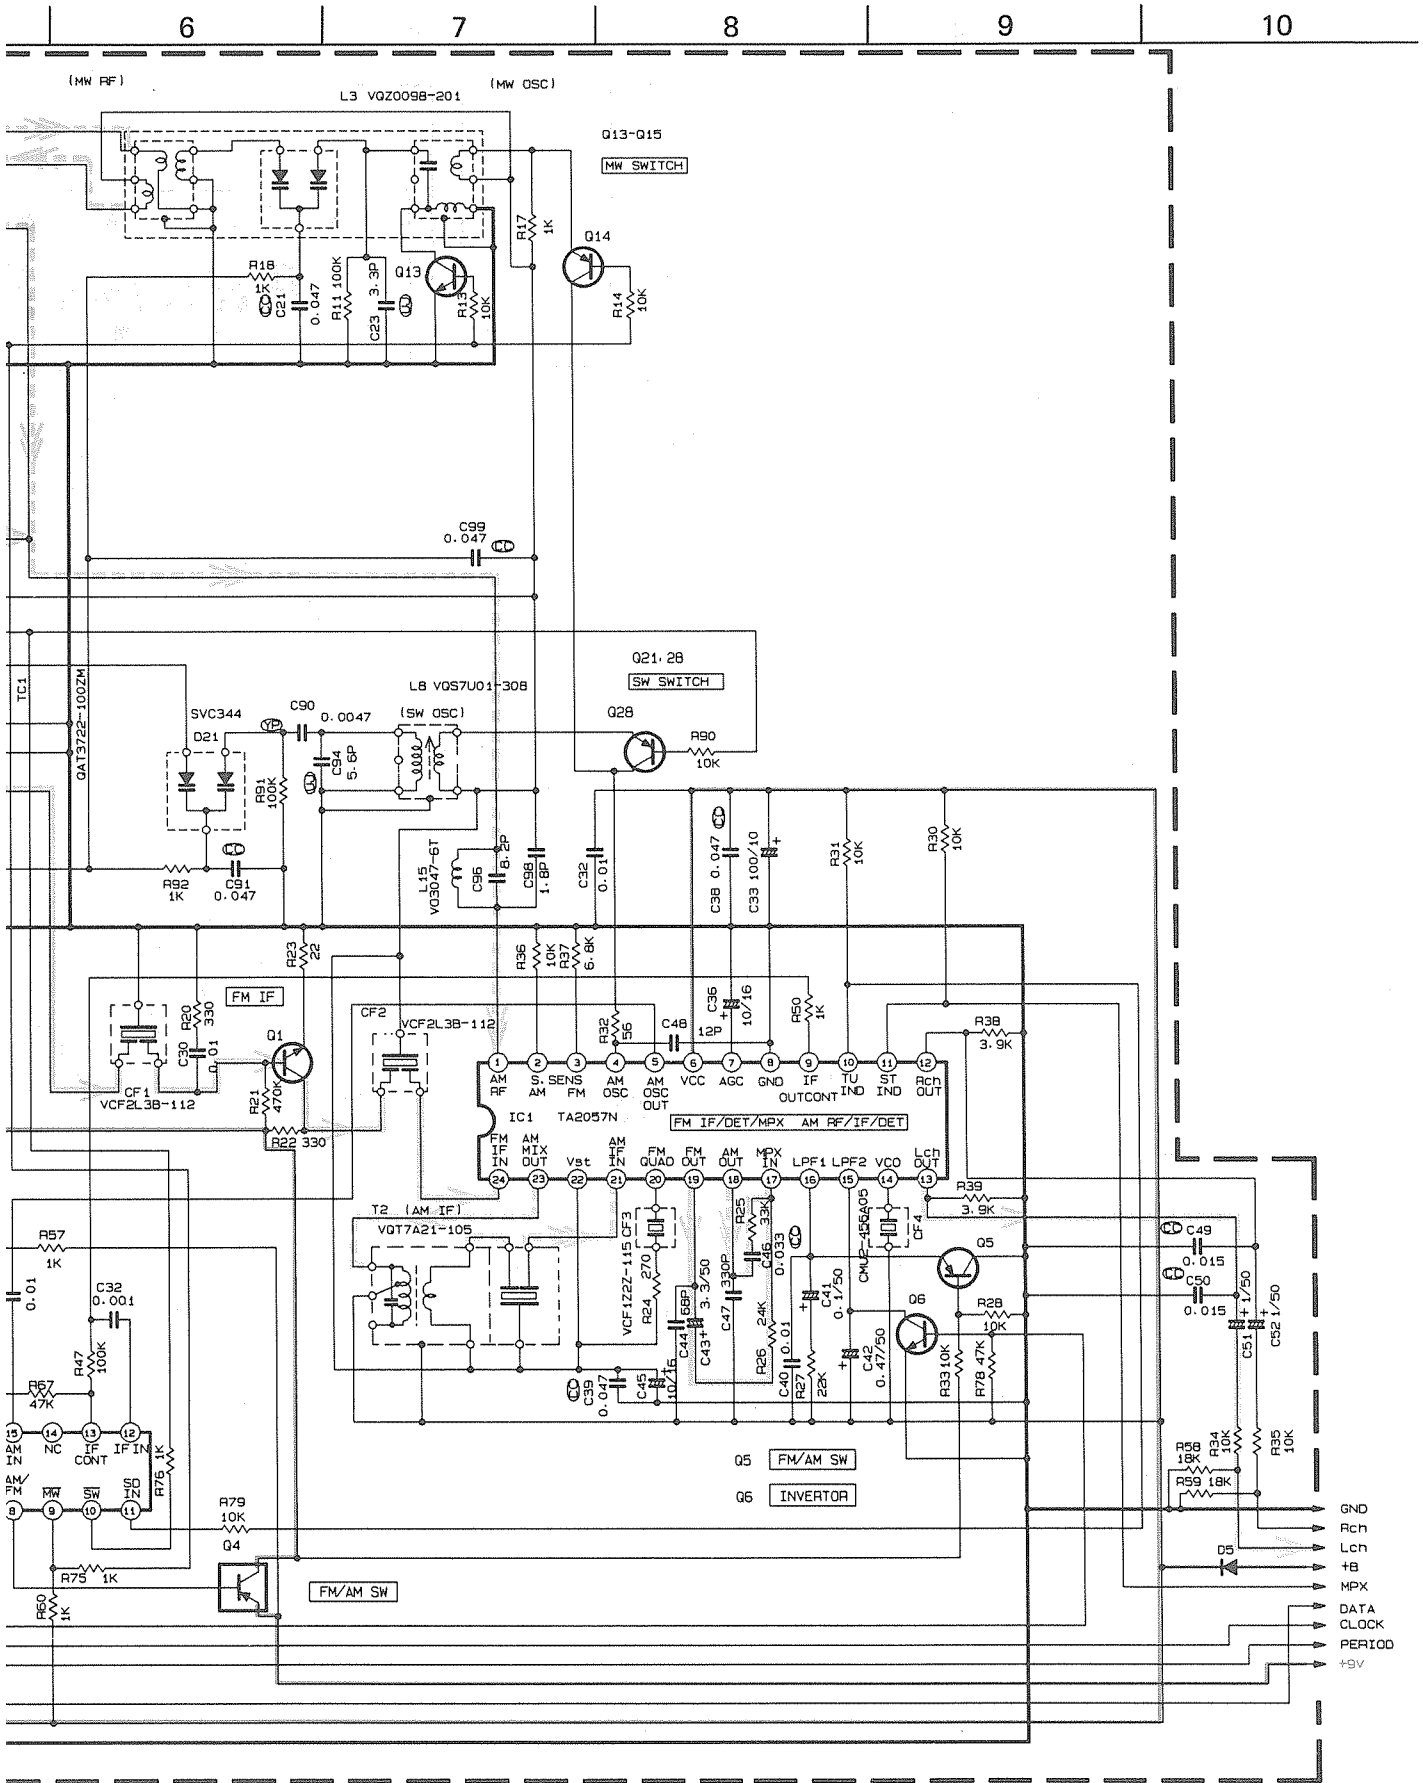 6 7 8 9 10
(MW RF)
(MW OSC)
L3 VQZ0098-201
Q13-Q15
MW SWITCH
R17
1K
Q14
R18
1K
C21
0.047
R11 100K
3.3P
C23
Q13
R13
10K
R14
10K
C99
0.047
TC1
QAT3722-100ZM
SVC344
D21
YP
C90
0.0047
C94
5.6P
L8 VQS7U01-308
(SW OSC)
Q21.28
SW SWITCH
Q28
R90
10K
R91
100K
R92
1K
C91
0.047
L15
VQ3047-6T
C96
8.2P
C98
1.8P
C32
0.01
C38 0.047
C33 100/10
+
R31
10K
R30
10K
R23
22
R36
10K
R37
6.8K
FM IF
CF2
VCF2L3B-112
R20
330
C30
0.01
Q1
CF1
VCF2L3B-112
R21
470K
R22 330
R32
56
C48
12P
C36
10/16
+
R50
1K
R38
3.9K
1 2 3 4 5 6 7 8 9 10 11 12
AM RF
S. SENS
AM FM
AM OSC
AM OSC OUT
VCC
AGC
GND
IF
OUTCONT
TU IND
ST IND
Rch OUT
IC1 TA2057N
FM IF/DET/MPX AM RF/IF/DET
FM IF IN
AM MIX OUT
Vst
AM IF IN
FM QUAD
FM OUT
AM OUT
MPX IN
LPF1
LPF2
VCO
Lch OUT
24 23 22 21 20 19 18 17 16 15 14 13
T2 (AM IF)
VQT7A21-105
CF3
VCF1Z2Z-115
270
R24
R25
33K
C46
0.033
CMU2-456A05
CF4
R39
3.9K
Q5
Q6
C49
0.015
C50
0.015
R57
1K
0.01
C32
0.001
R47
100K
R67
47K
C44
68P
C43
3.3/50
+
C47
330P
R26
24K
C40
0.01
C41
0.1/50
+
R27
22K
C42
0.47/50
+
R28
10K
R33 10K
R78 47K
C51
+ 1/50
C52
+ 1/50
C39
0.047
C45
10/16
+
15 14 13 12
AM IN
NC
IF CONT
IF IN
AM/FM
MW
SW
SD IN
8 9 10 11
R76 1K
R79
10K
Q4
R75 1K
R60
1K
FM/AM SW
Q5 FM/AM SW
Q6 INVERTOR
R58
18K
R59 18K
R34
10K
R35
10K
D5
GND
Rch
Lch
+B
MPX
DATA
CLOCK
PERIOD
+9V